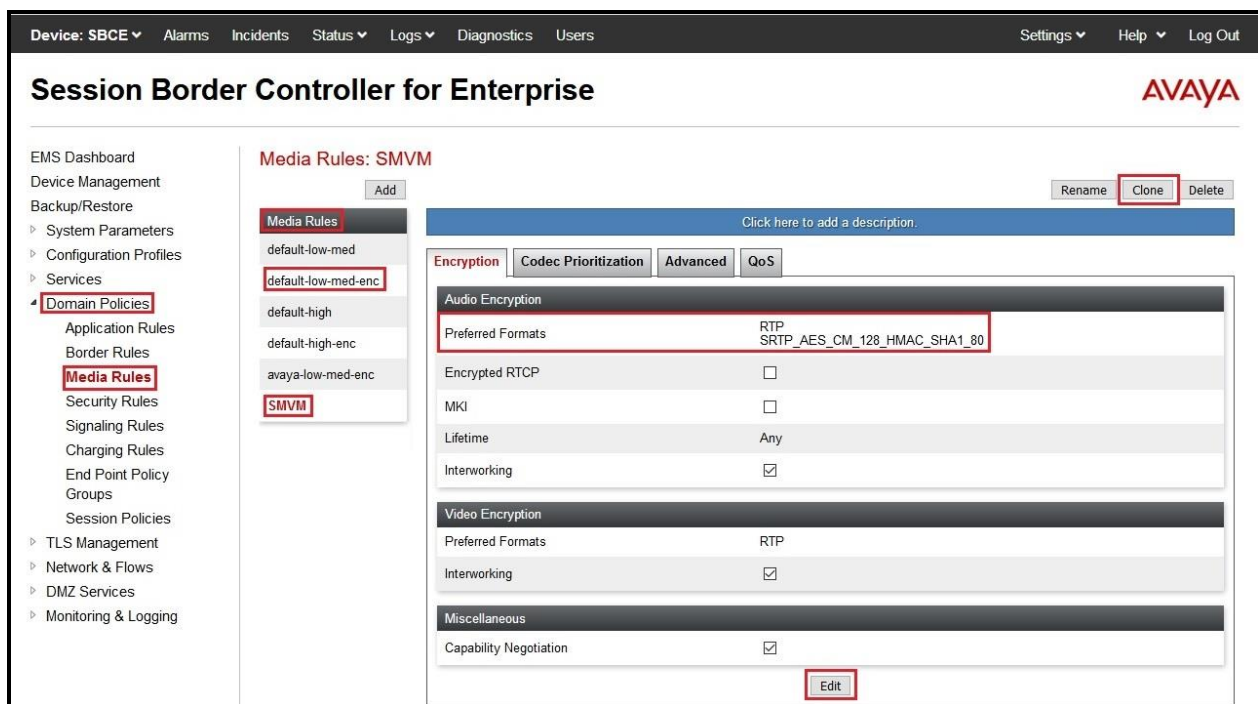 Device: SBCE Alarms Incidents Status Logs Diagnostics Users Settings Help Log Out
Session Border Controller for Enterprise
AVAYA
EMS Dashboard
Device Management
Backup/Restore
System Parameters
Configuration Profiles
Services
Domain Policies
Application Rules
Border Rules
Media Rules
Security Rules
Signaling Rules
Charging Rules
End Point Policy
Groups
Session Policies
TLS Management
Network & Flows
DMZ Services
Monitoring & Logging
Media Rules: SMVM
Add
Rename Clone Delete
Media Rules
default-low-med
default-low-med-enc
default-high
default-high-enc
avaya-low-med-enc
SMVM
Click here to add a description.
Encryption Codec Prioritization Advanced QoS
Audio Encryption
Preferred Formats RTP
SRTP_AES_CM_128_HMAC_SHA1_80
Encrypted RTCP
MKI
Lifetime Any
Interworking
Video Encryption
Preferred Formats RTP
Interworking
Miscellaneous
Capability Negotiation
Edit